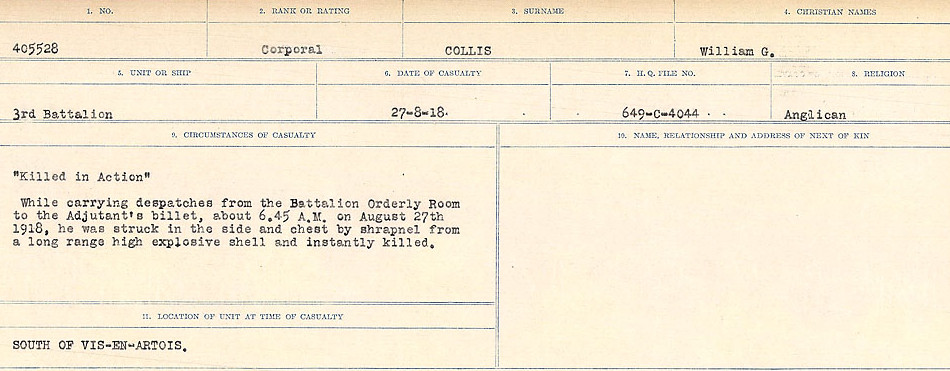 1. NO.
2. RANK OR RATING
3. SURNAME
4. CHRISTIAN NAMES
405528
Corporal
COLLIS
William G.
5. UNIT OR SHIP
6. DATE OF CASUALTY
7. H.Q. FILE NO.
8. RELIGION
3rd Battalion
27-8-18.
649-C-4044
Anglican
9. CIRCUMSTANCES OF CASUALTY
10. NAME, RELATIONSHIP AND ADDRESS OF NEXT OF KIN
"Killed in Action"
While carrying despatches from the Battalion Orderly Room
to the Adjutant's billet, about 6.45 A.M. on August 27th
1918, he was struck in the side and chest by shrapnel from
a long range high explosive shell and instantly killed.
11. LOCATION OF UNIT AT TIME OF CASUALTY
SOUTH OF VIS-EN-ARTOIS.